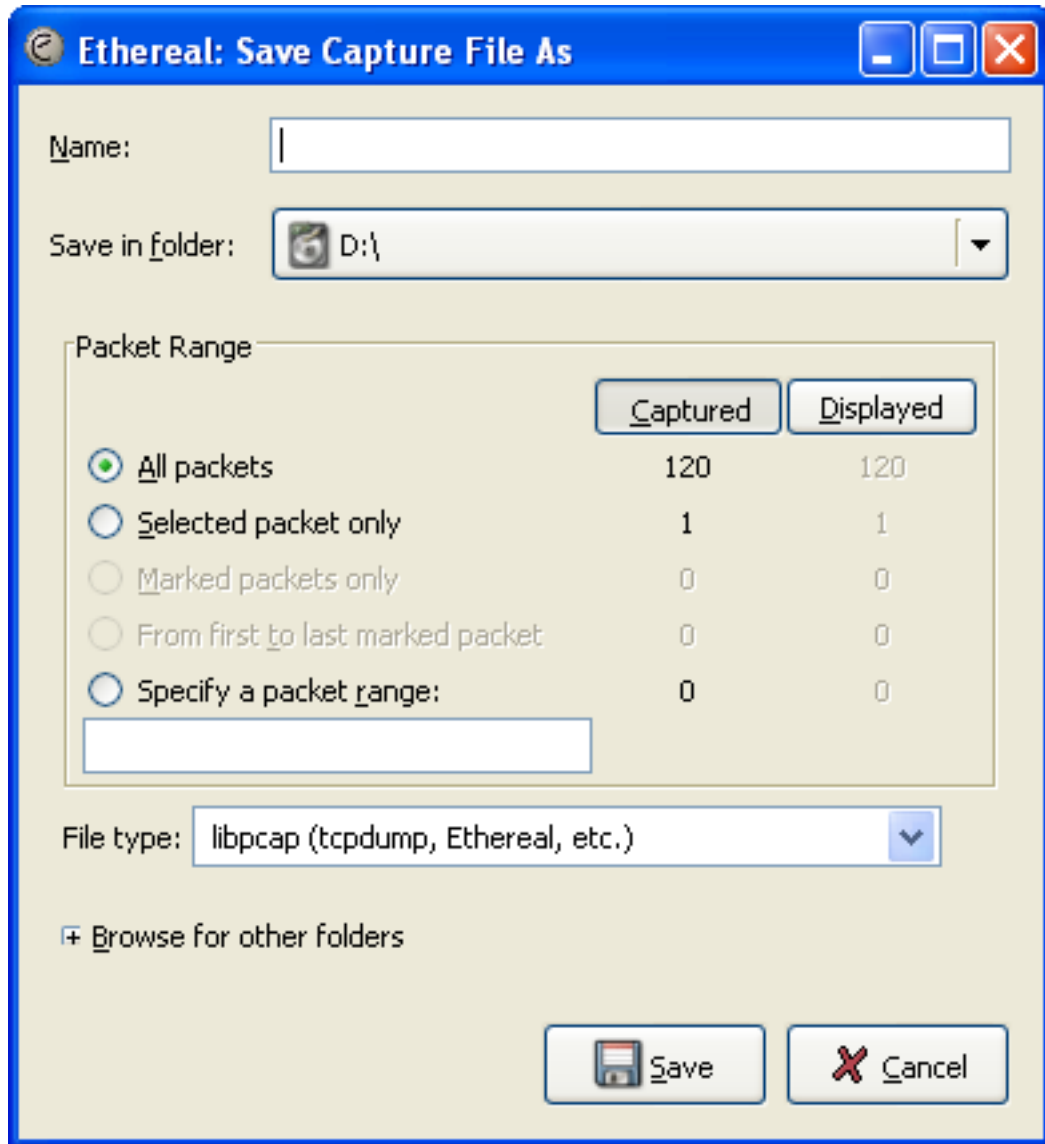 Ethereal: Save Capture File As
Name:
Save in folder: D:\
Packet Range
Captured Displayed
All packets 120 120
Selected packet only 1 1
Marked packets only 0 0
From first to last marked packet 0 0
Specify a packet range: 0 0
File type: libpcap (tcpdump, Ethereal, etc.)
Browse for other folders
Save Cancel